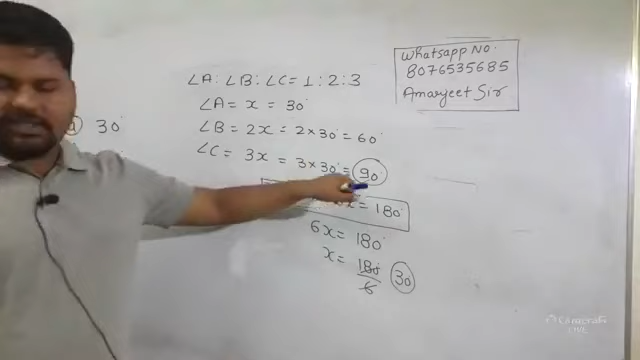 ∠A : ∠B : ∠C = 1 : 2 : 3
∠A = x = 30°
∠B = 2x = 2×30° = 60°
∠C = 3x = 3×30° = 90°
x = 180°
6x = 180°
x = 180°/6 30
a) 30°
Whatsapp No:
8076535685
Amarjeet Sir
LIVE